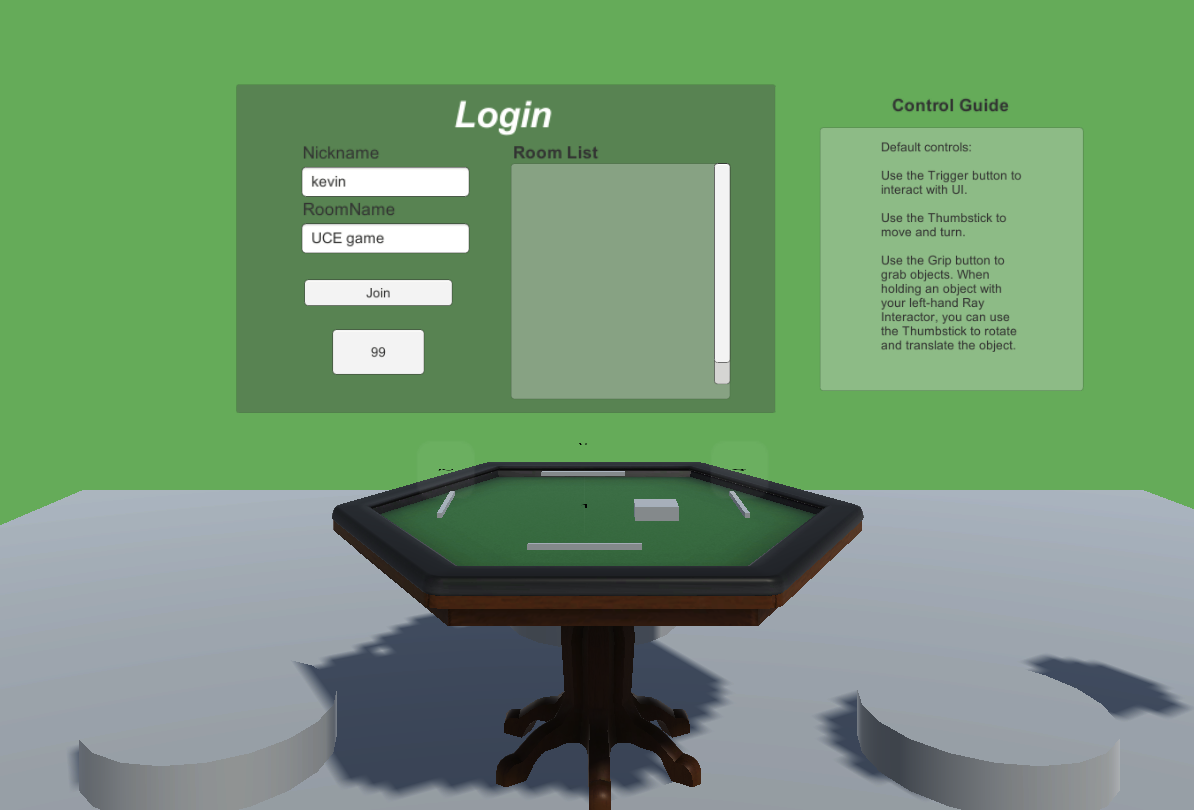 Login
Nickname
kevin
RoomName
UCE game
Join
99
Room List
Control Guide
Default controls:
Use the Trigger button to
interact with UI.
Use the Thumbstick to
move and turn.
Use the Grip button to
grab objects. When
holding an object with
your left-hand Ray
Interactor, you can use
the Thumbstick to rotate
and translate the object.